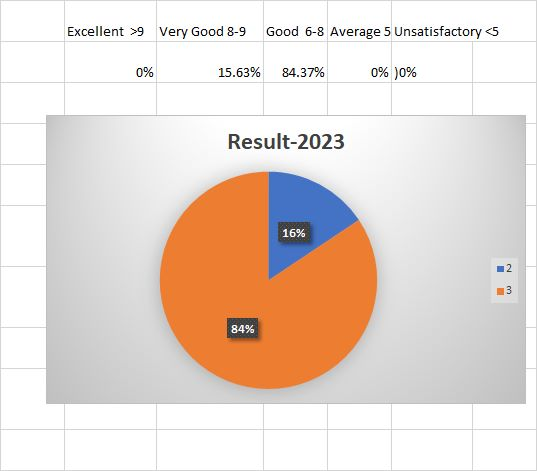 Excellent >9 Very Good 8-9 Good 6-8 Average 5 Unsatisfactory <5
0% 15.63% 84.37% 0% )0%
Result-2023
16%
2
3
84%